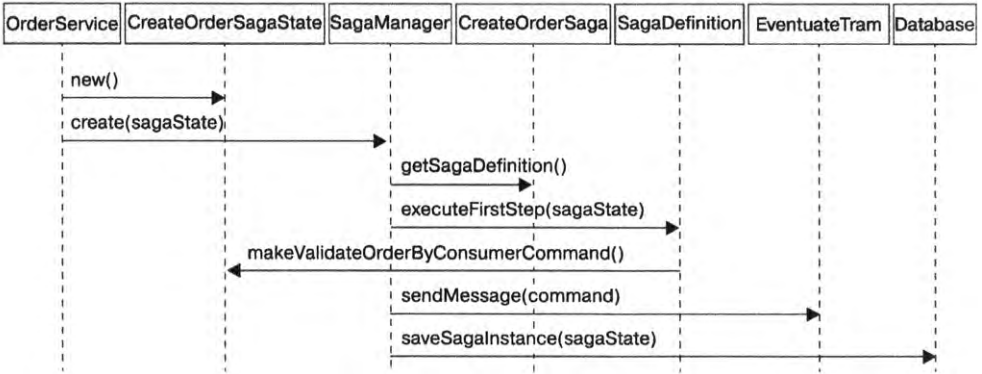 OrderService CreateOrderSagaState SagaManager CreateOrderSaga SagaDefinition EventuateTram Database
new()
create(sagaState)
getSagaDefinition()
executeFirstStep(sagaState)
makeValidateOrderByConsumerCommand()
sendMessage(command)
saveSagaInstance(sagaState)